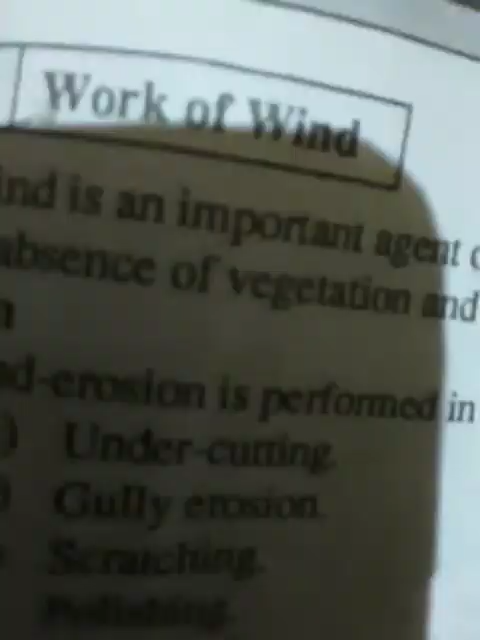 Work of Wind
ind is an important agent
absence of vegetation and
n
d-erosion is performed in
) Under-cutting.
) Gully erosion.
Scratching.
Polishing.